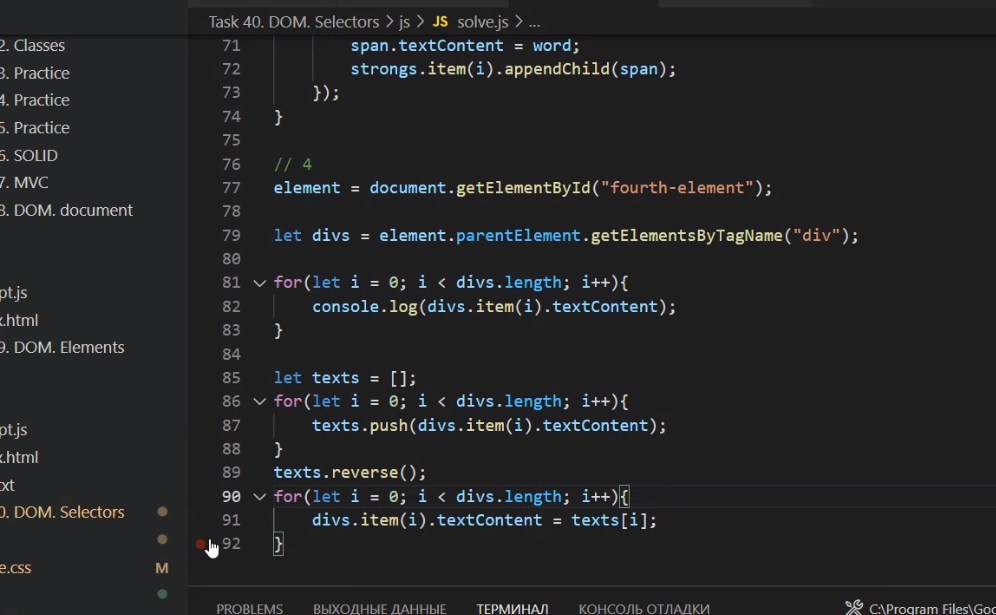 Task 40. DOM. Selectors > js > JS solve.js > ...
2. Classes
3. Practice
4. Practice
5. Practice
6. SOLID
7. MVC
8. DOM. document
pt.js
x.html
9. DOM. Elements
pt.js
x.html
xt
0. DOM. Selectors
e.css M
71 span.textContent = word;
72 strongs.item(i).appendChild(span);
73 });
74 }
75
76 // 4
77 element = document.getElementById("fourth-element");
78
79 let divs = element.parentElement.getElementsByTagName("div");
80
81 for(let i = 0; i < divs.length; i++){
82 console.log(divs.item(i).textContent);
83 }
84
85 let texts = [];
86 for(let i = 0; i < divs.length; i++){
87 texts.push(divs.item(i).textContent);
88 }
89 texts.reverse();
90 for(let i = 0; i < divs.length; i++){
91 divs.item(i).textContent = texts[i];
92 }
PROBLEMS ВЫХОДНЫЕ ДАННЫЕ ТЕРМИНАЛ КОНСОЛЬ ОТЛАДКИ C:\Program Files\Goo